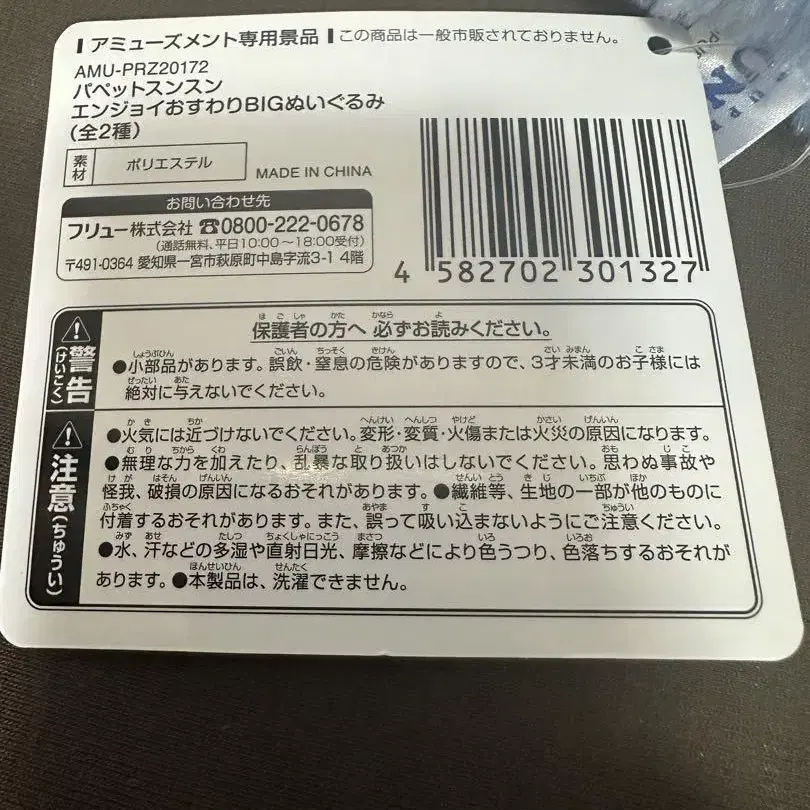 アミューズメント専用景品 この商品は一般市販されておりません。
AMU-PRZ20172
パペットスンスン
エンジョイおすわりBIGぬいぐるみ
(全2種)
素材 ポリエステル
MADE IN CHINA
お問い合わせ先
フリュー株式会社 ☎0800-222-0678
(通話無料、平日10:00～18:00受付)
〒491-0364 愛知県一宮市萩原町中島字流3-1 4階
4 582702 301327
警告(けいこく)
保護者の方へ 必ずお読みください。
●小部品があります。誤飲・窒息の危険がありますので、3才未満のお子様には
絶対に与えないでください。
注意(ちゅうい)
●火気には近づけないでください。変形・変質・火傷または火災の原因になります。
●無理な力を加えたり、乱暴な取り扱いはしないでください。思わぬ事故や
怪我、破損の原因になるおそれがあります。●繊維等、生地の一部が他のものに
付着するおそれがあります。また、誤って吸い込まないようにご注意ください。
●水、汗などの多湿や直射日光、摩擦などにより色うつり、色落ちするおそれが
あります。●本製品は、洗濯できません。